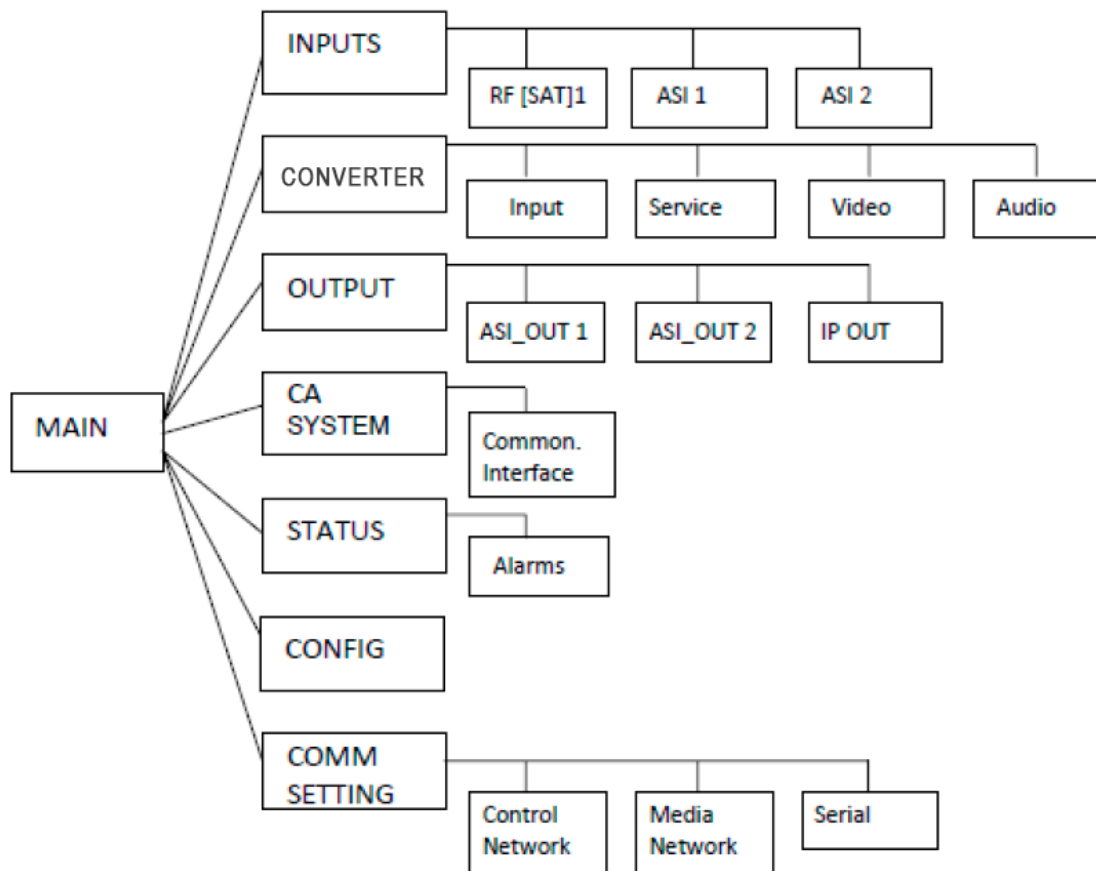 INPUTS
RF [SAT]1
ASI 1
ASI 2
CONVERTER
Input
Service
Video
Audio
OUTPUT
ASI_OUT 1
ASI_OUT 2
IP OUT
MAIN
CA
SYSTEM
Common.
Interface
STATUS
Alarms
CONFIG
COMM
SETTING
Control
Network
Media
Network
Serial